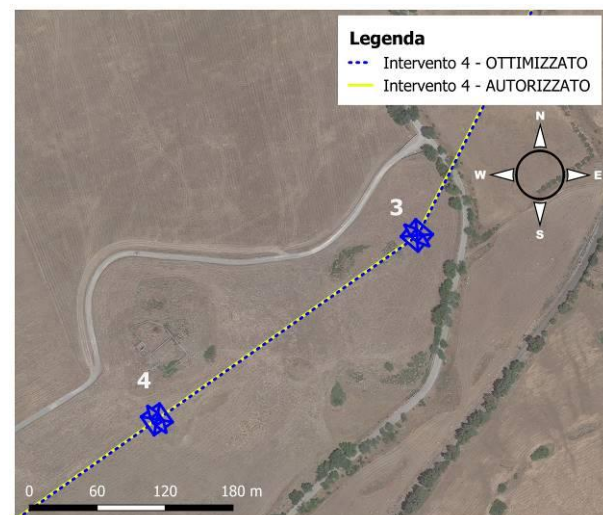 Legenda
Intervento 4 - OTTIMIZZATO
Intervento 4 - AUTORIZZATO
N
W E
S
3
4
0 60 120 180 m